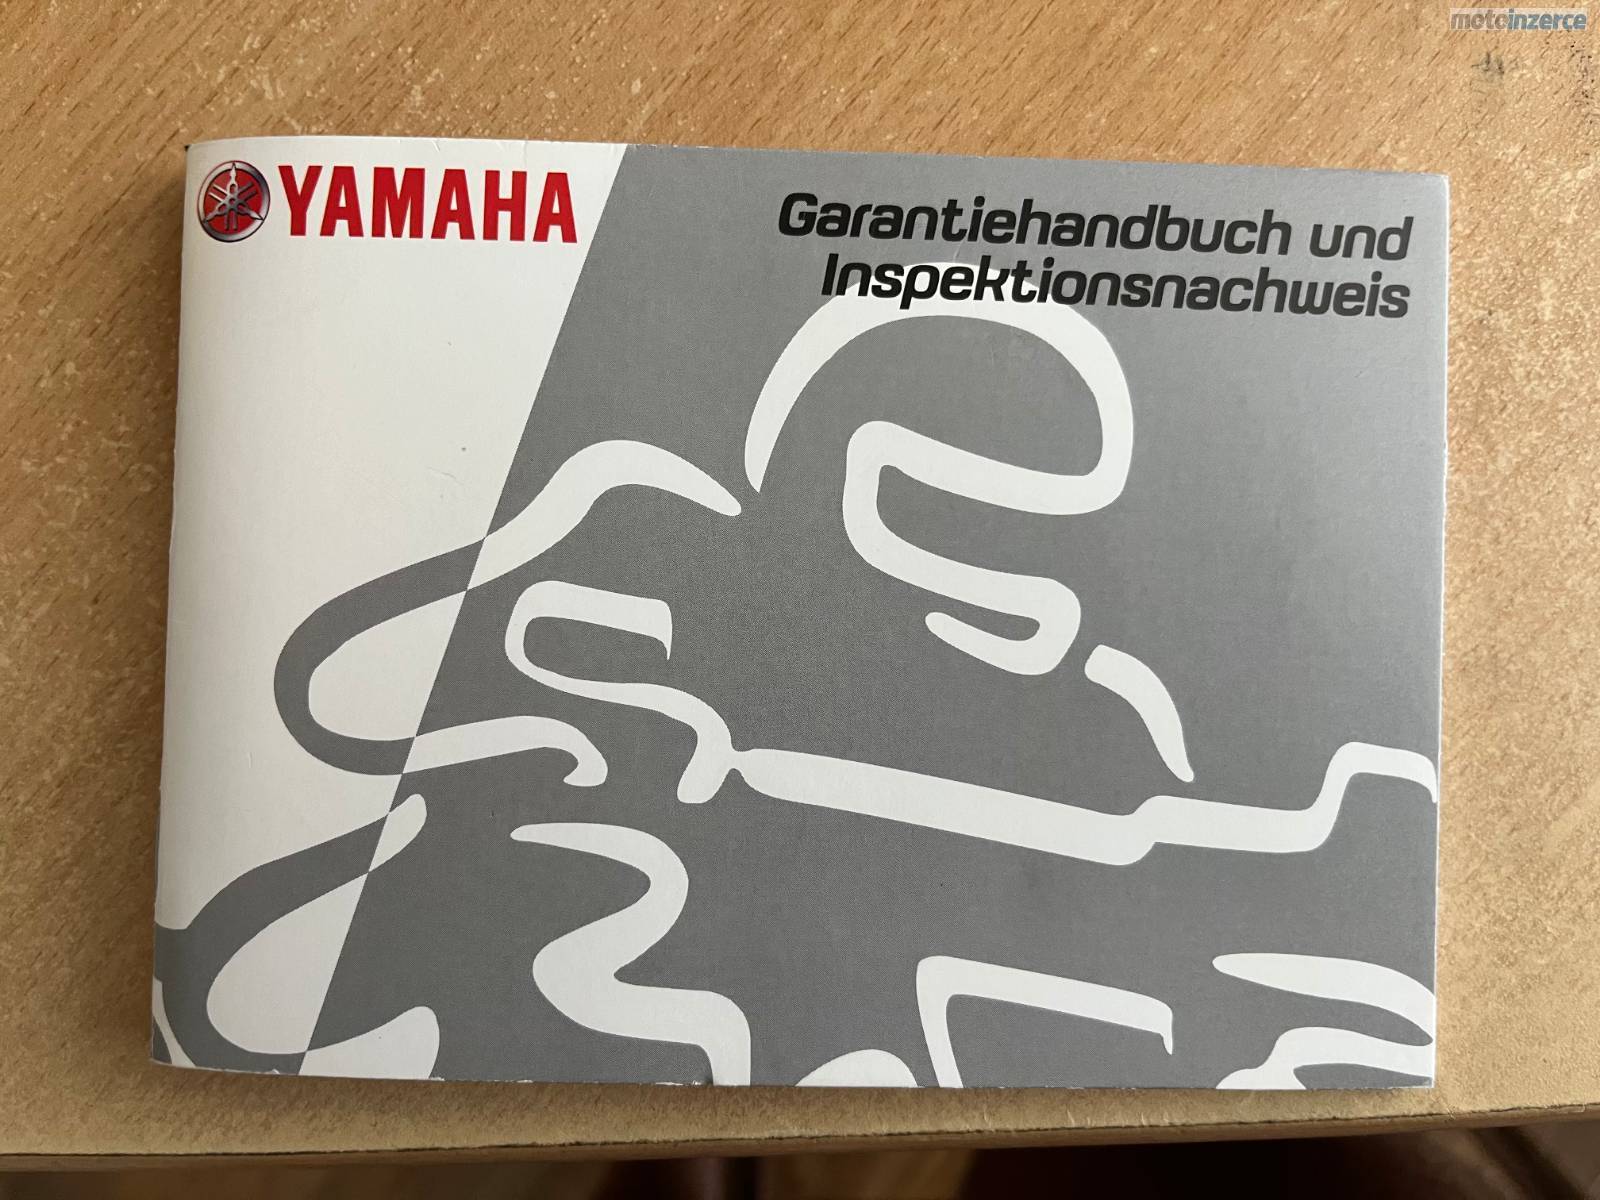 motoinzerce
YAMAHA
Garantiehandbuch und
Inspektionsnachweis